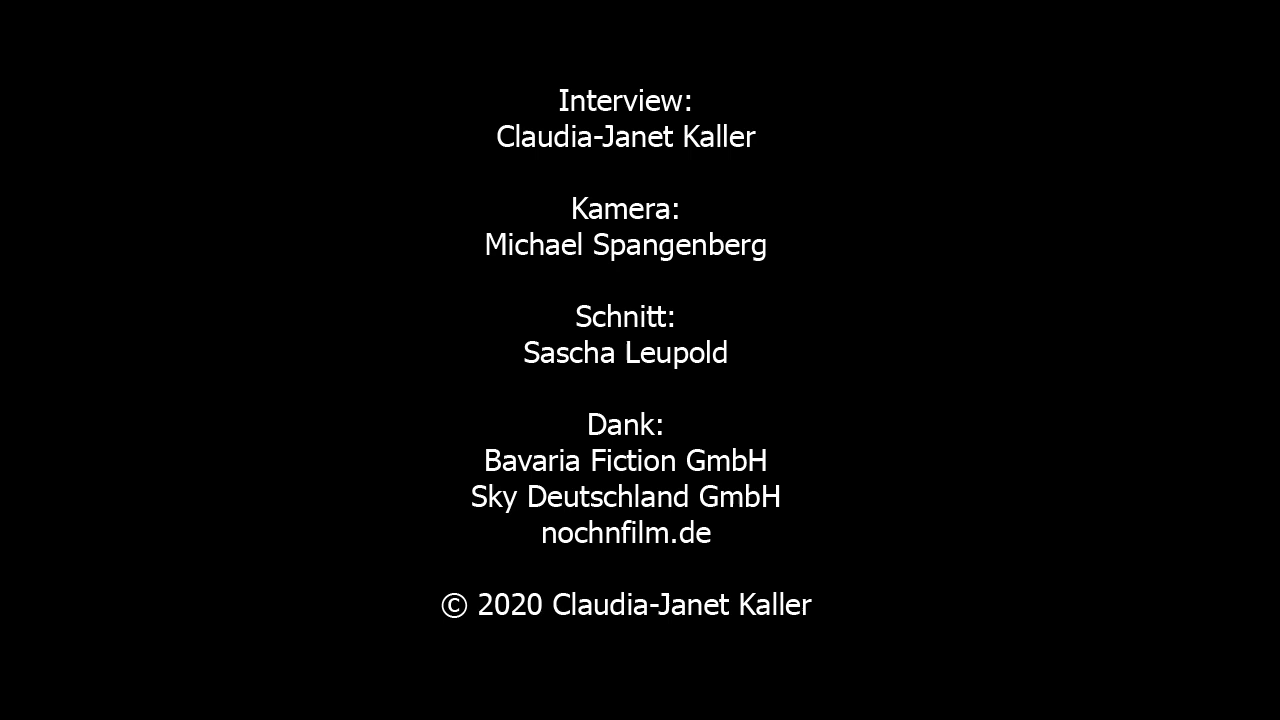 Interview:
Claudia-Janet Kaller
Kamera:
Michael Spangenberg
Schnitt:
Sascha Leupold
Dank:
Bavaria Fiction GmbH
Sky Deutschland GmbH
nochnfilm.de
© 2020 Claudia-Janet Kaller